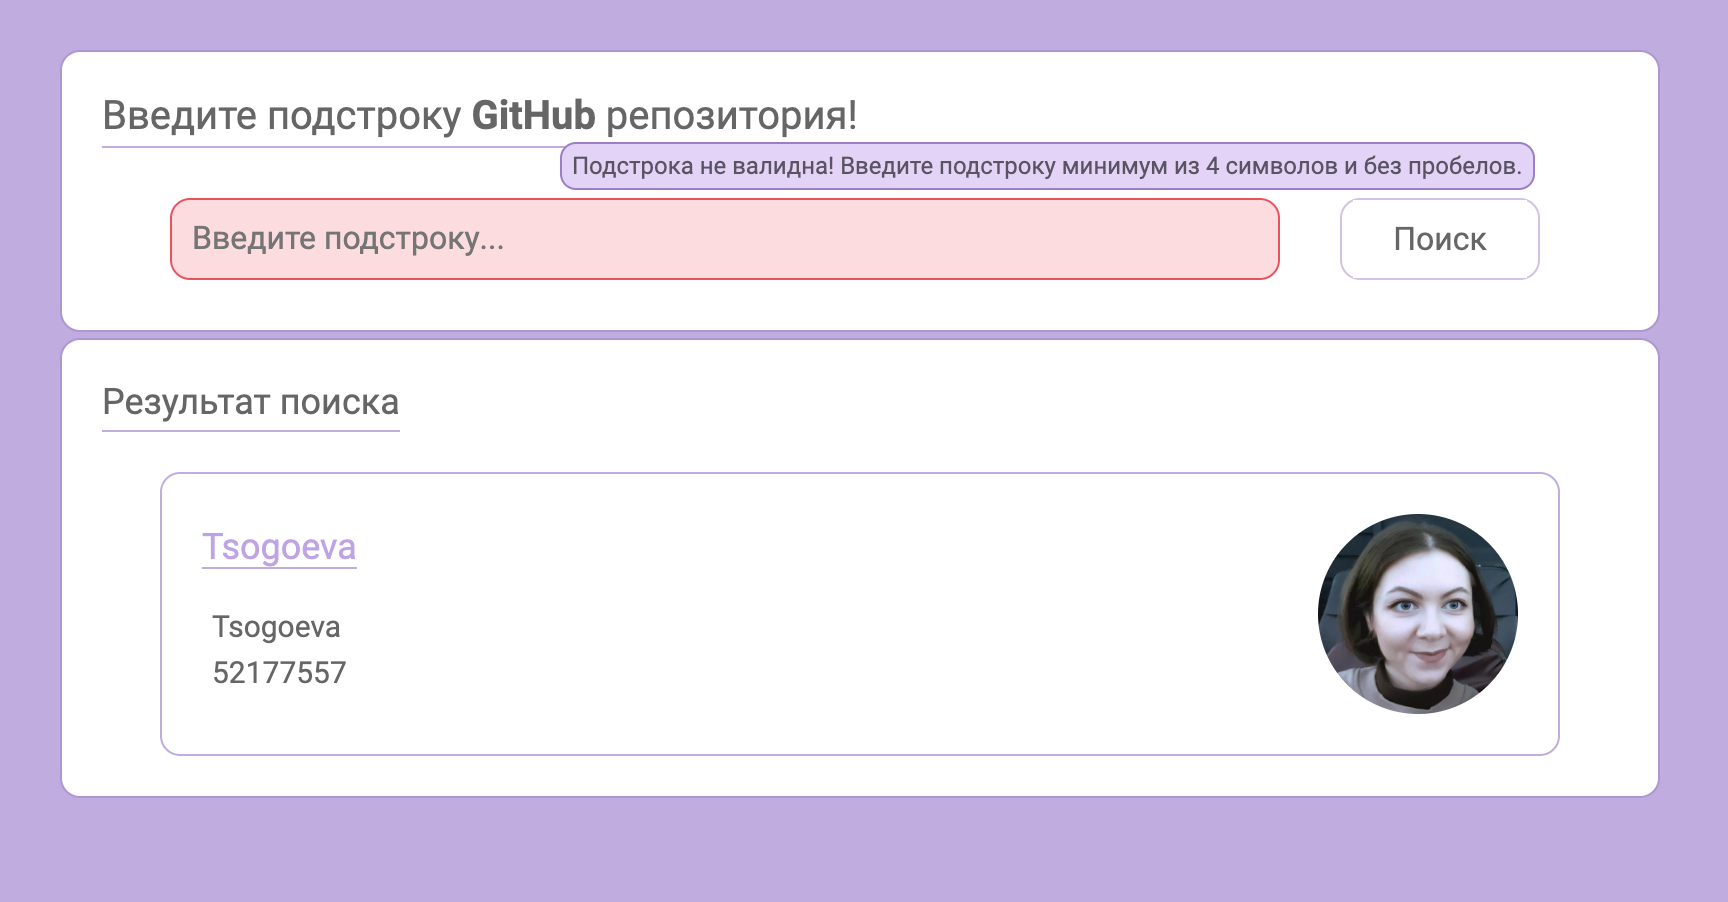 Введите подстроку GitHub репозитория!
Подстрока не валидна! Введите подстроку минимум из 4 символов и без пробелов.
Введите подстроку...
Поиск
Результат поиска
Tsogoeva
Tsogoeva
52177557